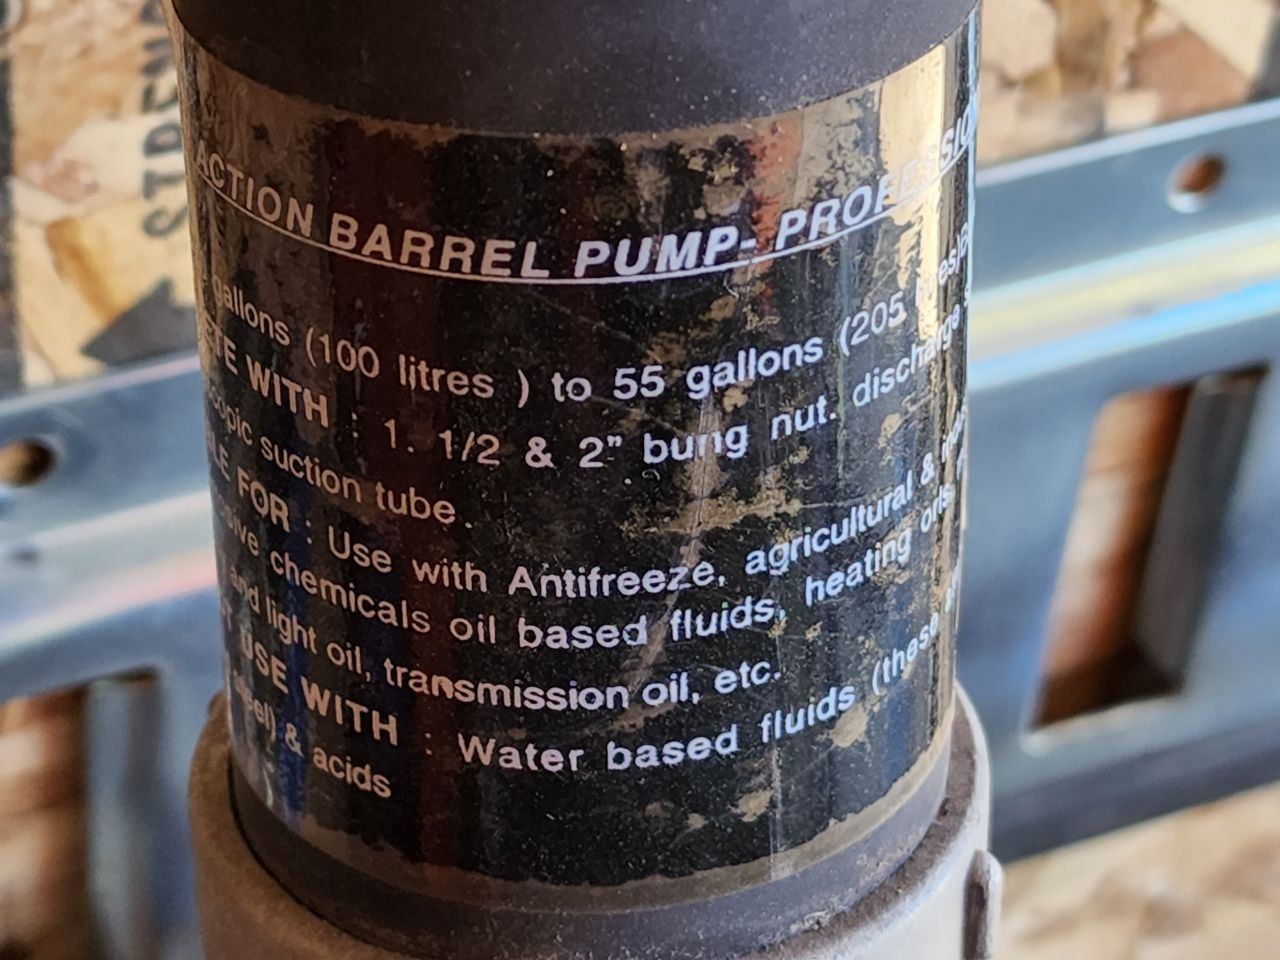 ACTION BARREL PUMP- PROFESSION
gallons (100 litres ) to 55 gallons (205
WITH : 1. 1/2 & 2" bung nut. discharge
suction tube.
FOR : Use with Antifreeze, agricultural &
chemicals oil based fluids, heating oils
and light oil, transmission oil, etc.
USE WITH : Water based fluids (these
& acids